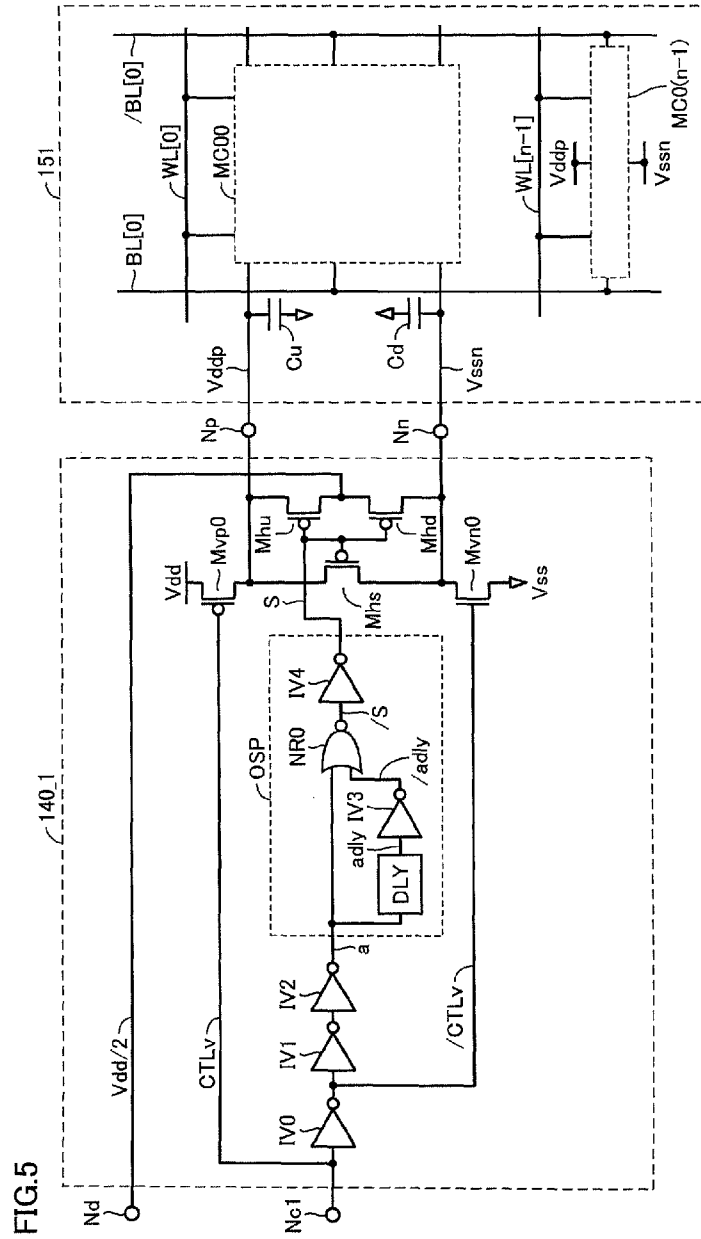 FIG.5
140_1
151
Nd
Vdd/2
CTLv
Nc1
IV0
IV1
IV2
a
/CTLv
OSP
DLY
adly
IV3
/adly
NR0
/S
IV4
S
Vdd
Mvp0
Mhu
Mhs
Mhd
Mvn0
Vss
Np
Nn
Vddp
Cu
Cd
Vssn
BL[0]
/BL[0]
WL[0]
MC00
WL[n-1]
Vddp
Vssn
MC0(n-1)